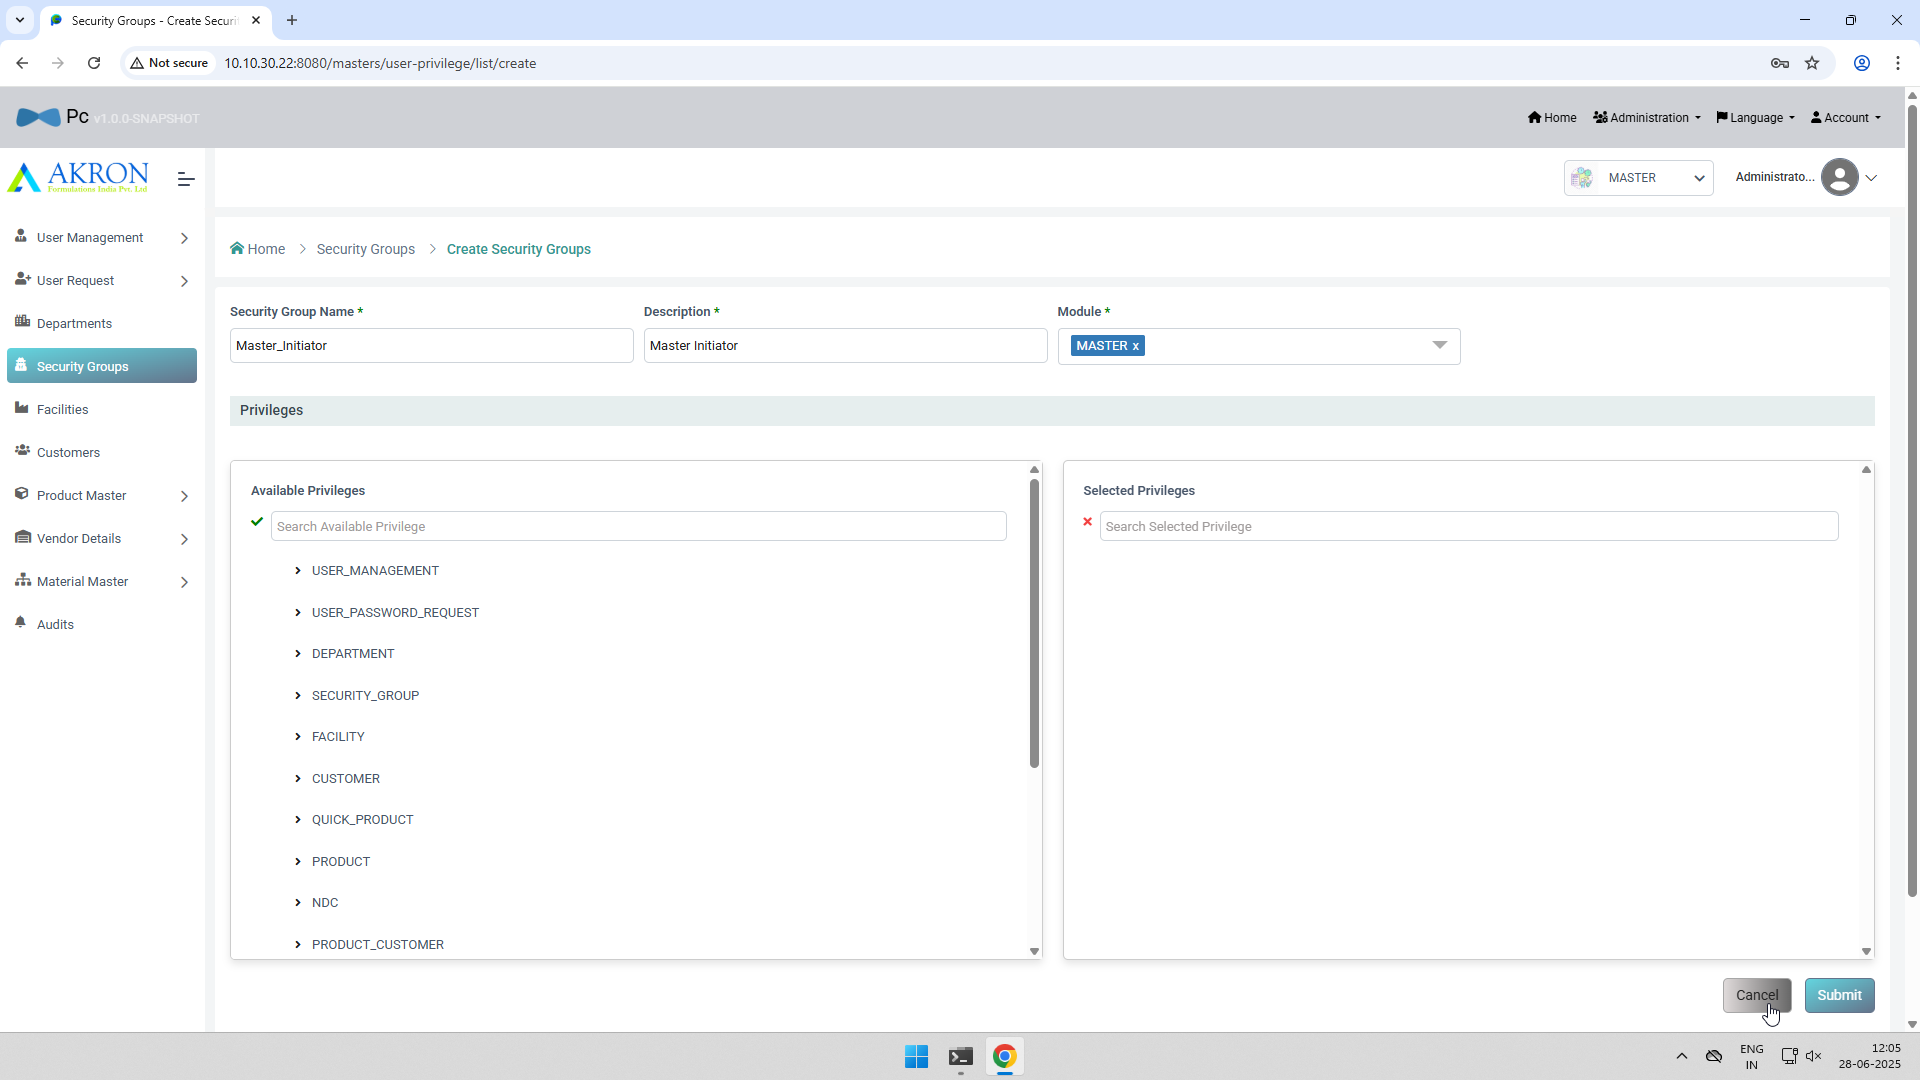 Security Groups - Create Securi
Not secure
10.10.30.22:8080/masters/user-privilege/list/create
Pc v1.0.0-SNAPSHOT
Home
Administration
Language
Account
AKRON
Formulations India Pvt. Ltd
MASTER
Administrato...
User Management
User Request
Departments
Security Groups
Facilities
Customers
Product Master
Vendor Details
Material Master
Audits
Home > Security Groups > Create Security Groups
Security Group Name *
Description *
Module *
Master_Initiator
Master Initiator
MASTER x
Privileges
Available Privileges
Search Available Privilege
USER_MANAGEMENT
USER_PASSWORD_REQUEST
DEPARTMENT
SECURITY_GROUP
FACILITY
CUSTOMER
QUICK_PRODUCT
PRODUCT
NDC
PRODUCT_CUSTOMER
Selected Privileges
Search Selected Privilege
Cancel
Submit
ENG
IN
12:05
28-06-2025